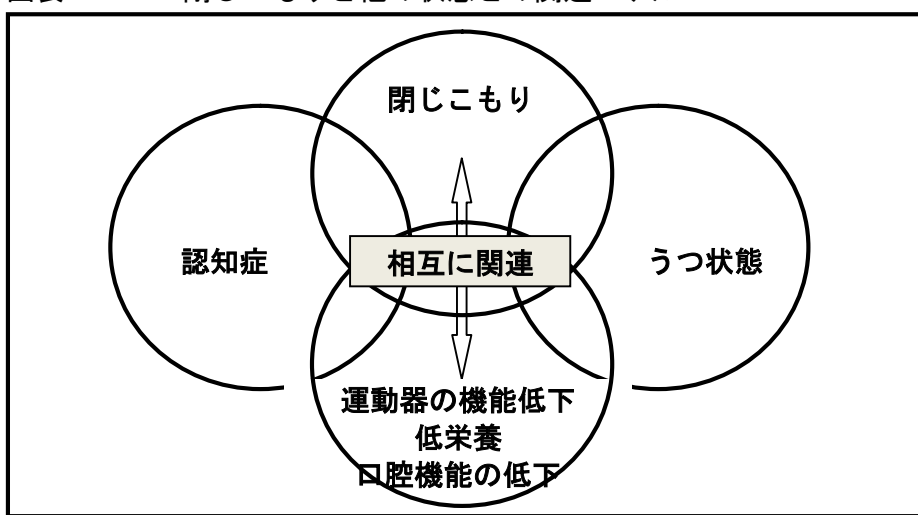 閉じこもり
認知症
相互に関連
うつ状態
運動器の機能低下
低栄養
口腔機能の低下